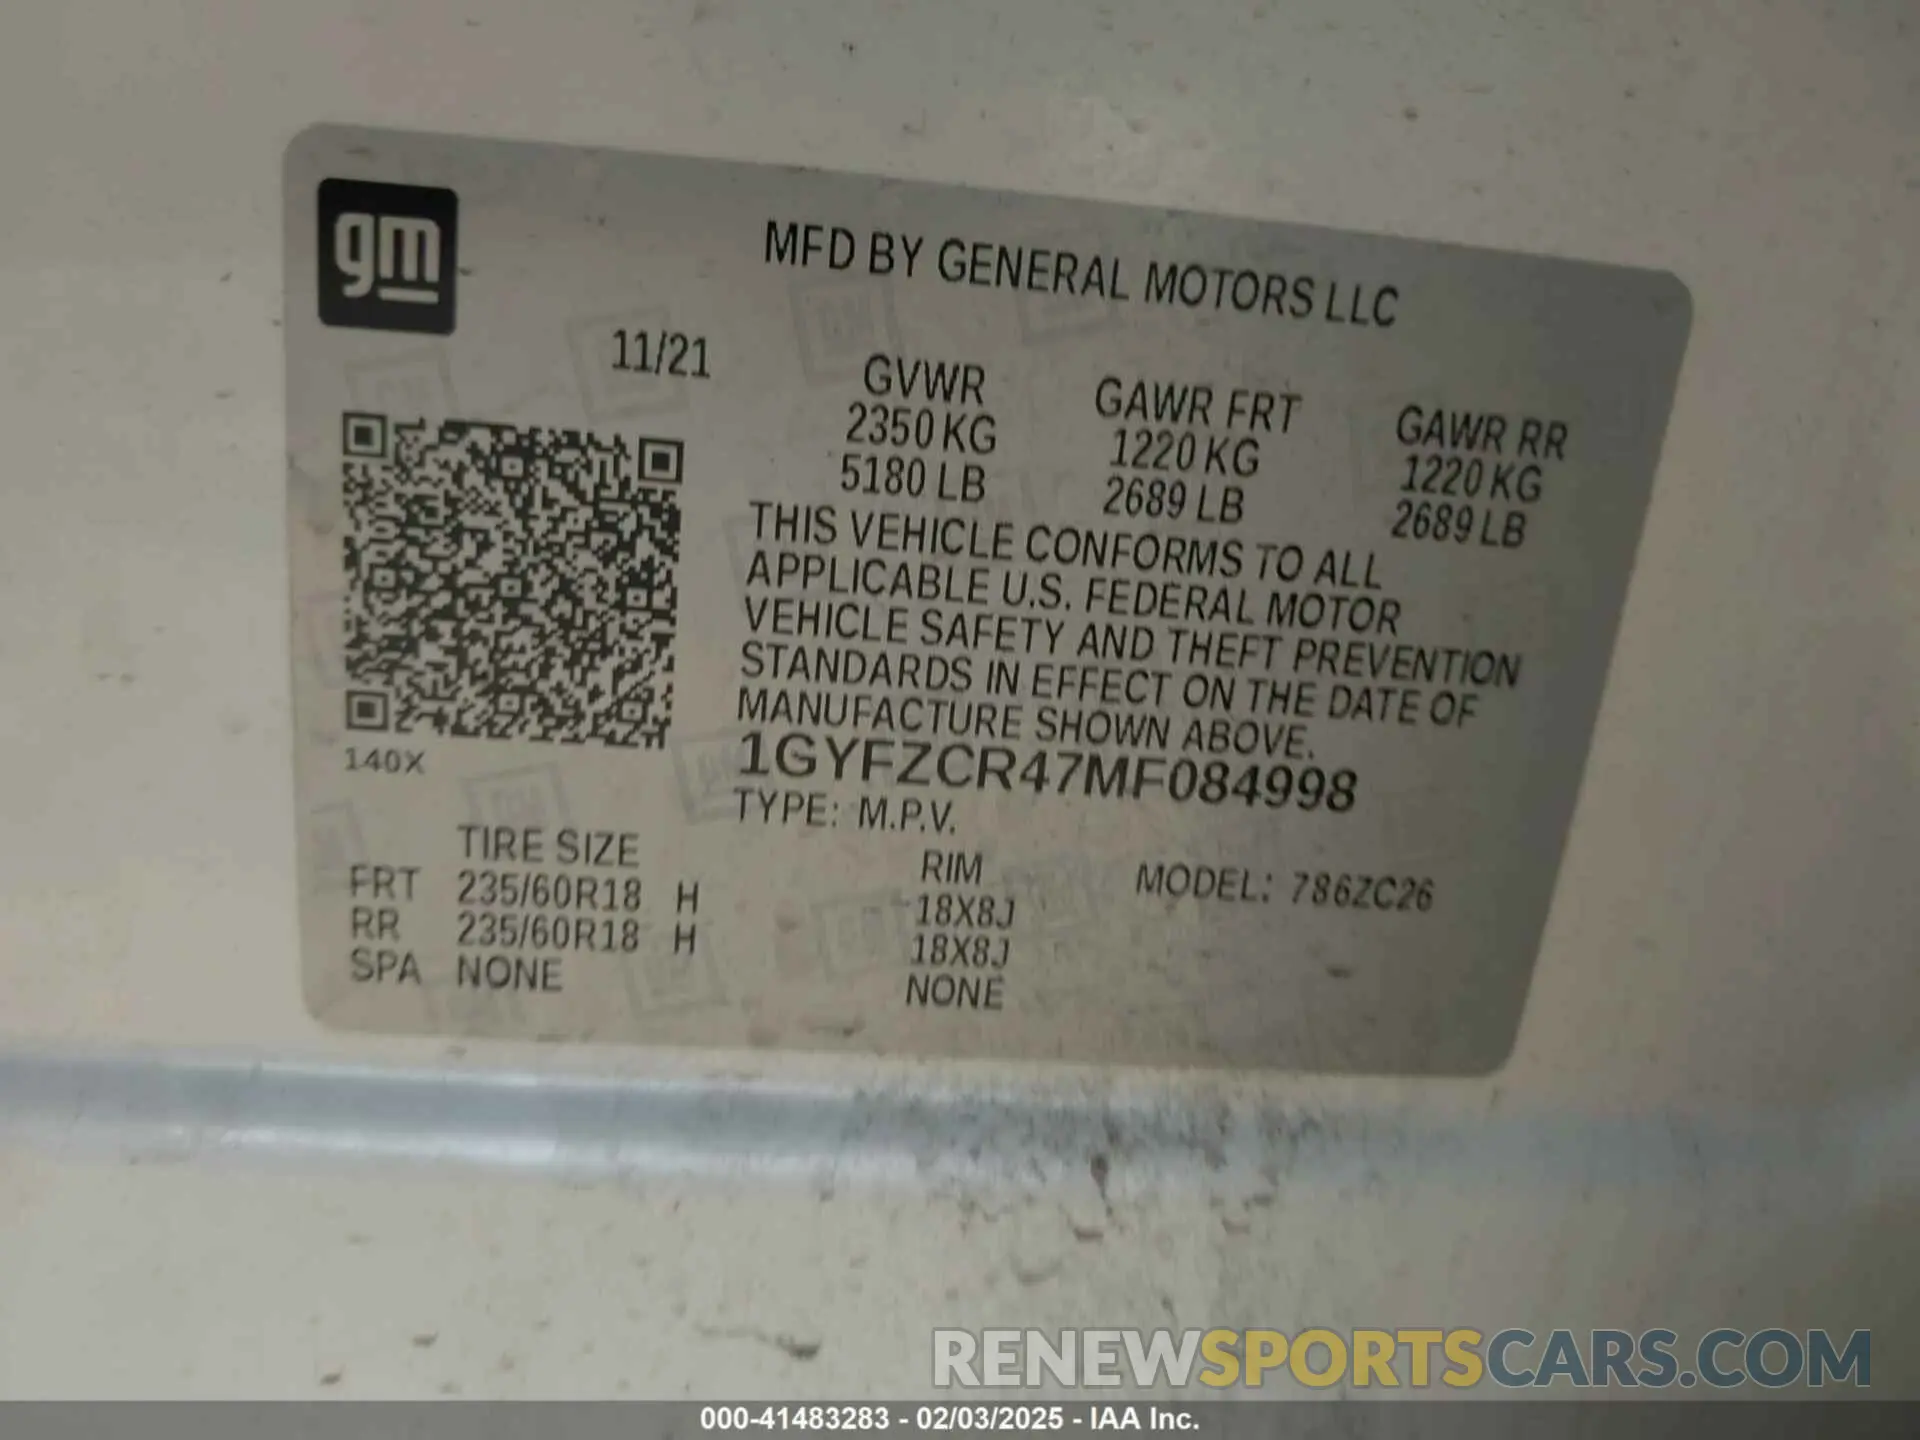 gm
MFD BY GENERAL MOTORS LLC
11/21
GVWR
2350 KG
5180 LB
GAWR FRT
1220 KG
2689 LB
GAWR RR
1220 KG
2689 LB
THIS VEHICLE CONFORMS TO ALL
APPLICABLE U.S. FEDERAL MOTOR
VEHICLE SAFETY AND THEFT PREVENTION
STANDARDS IN EFFECT ON THE DATE OF
MANUFACTURE SHOWN ABOVE.
1GYFZCR47MF084998
TYPE: M.P.V.
140X
TIRE SIZE RIM MODEL: 786ZC26
FRT 235/60R18 H 18X8J
RR 235/60R18 H 18X8J
SPA NONE NONE
RENEWSPORTSCARS.COM
000-41483283 - 02/03/2025 - IAA Inc.